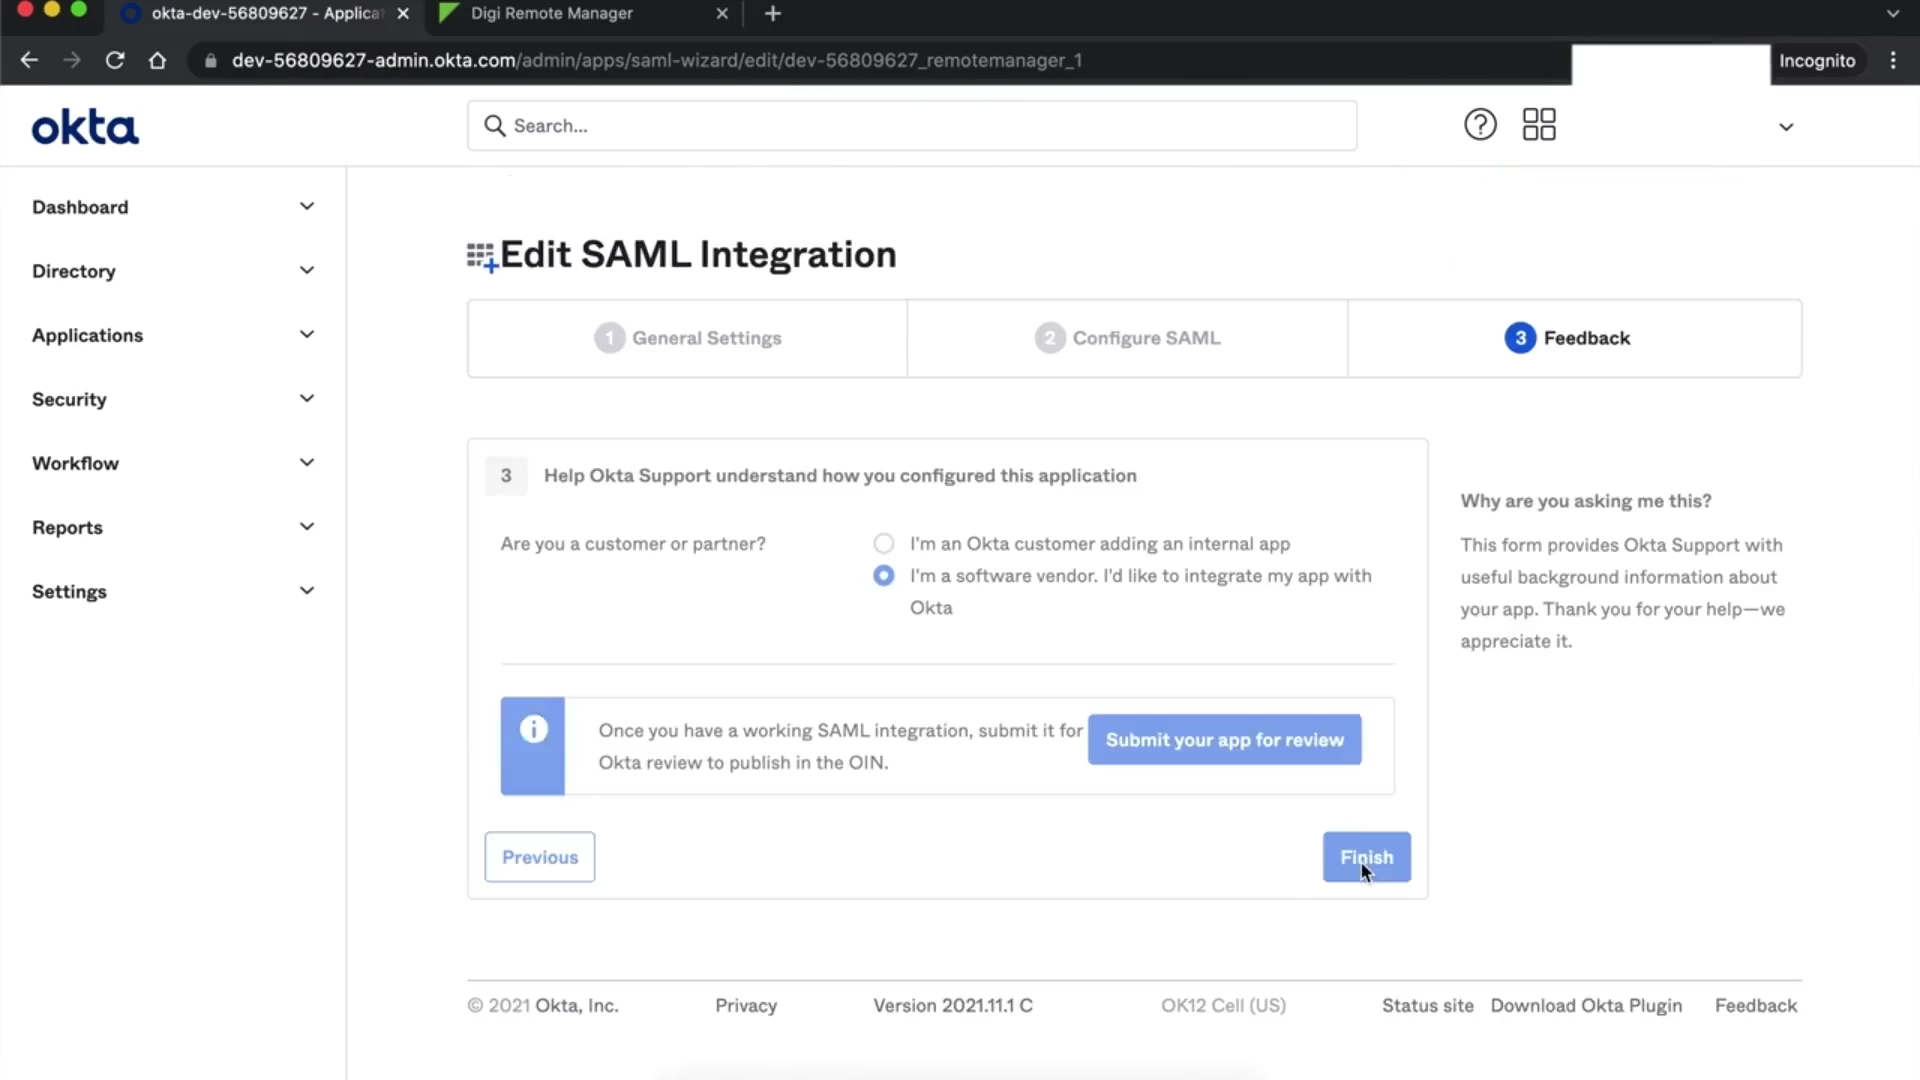 okta-dev-56809627 - Applicat
Digi Remote Manager
dev-56809627-admin.okta.com/admin/apps/saml-wizard/edit/dev-56809627_remotemanager_1
Incognito
okta
Search...
Dashboard
Directory
Applications
Security
Workflow
Reports
Settings
Edit SAML Integration
1 General Settings
2 Configure SAML
3 Feedback
3 Help Okta Support understand how you configured this application
Are you a customer or partner?
I'm an Okta customer adding an internal app
I'm a software vendor. I'd like to integrate my app with
Okta
Once you have a working SAML integration, submit it for
Okta review to publish in the OIN.
Submit your app for review
Previous
Finish
Why are you asking me this?
This form provides Okta Support with
useful background information about
your app. Thank you for your help—we
appreciate it.
© 2021 Okta, Inc. Privacy Version 2021.11.1 C OK12 Cell (US) Status site Download Okta Plugin Feedback